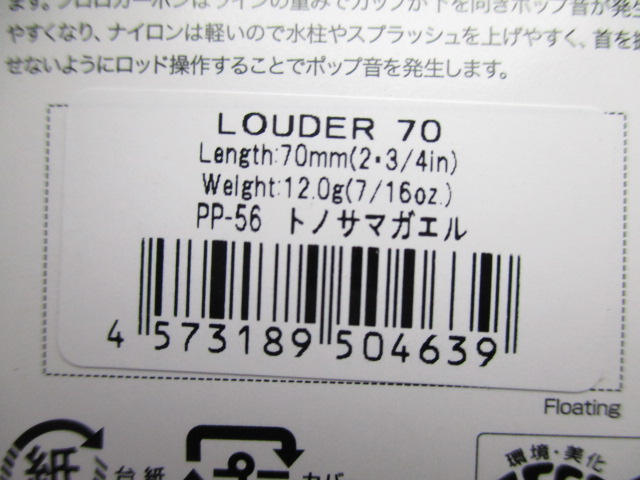 ます。フロロカーボンはラインの重みでカップが下を向きポップ音が発
やすくなり、ナイロンは軽いので水柱やスプラッシュを上げやすく、首を
せないようにロッド操作することでポップ音を発生します。
LOUDER 70
Length:70mm(2・3/4in)
Weight:12.0g(7/16oz.)
PP-56 トノサマガエル
4 573189 504639
Floating
紙 台紙
環境・美化